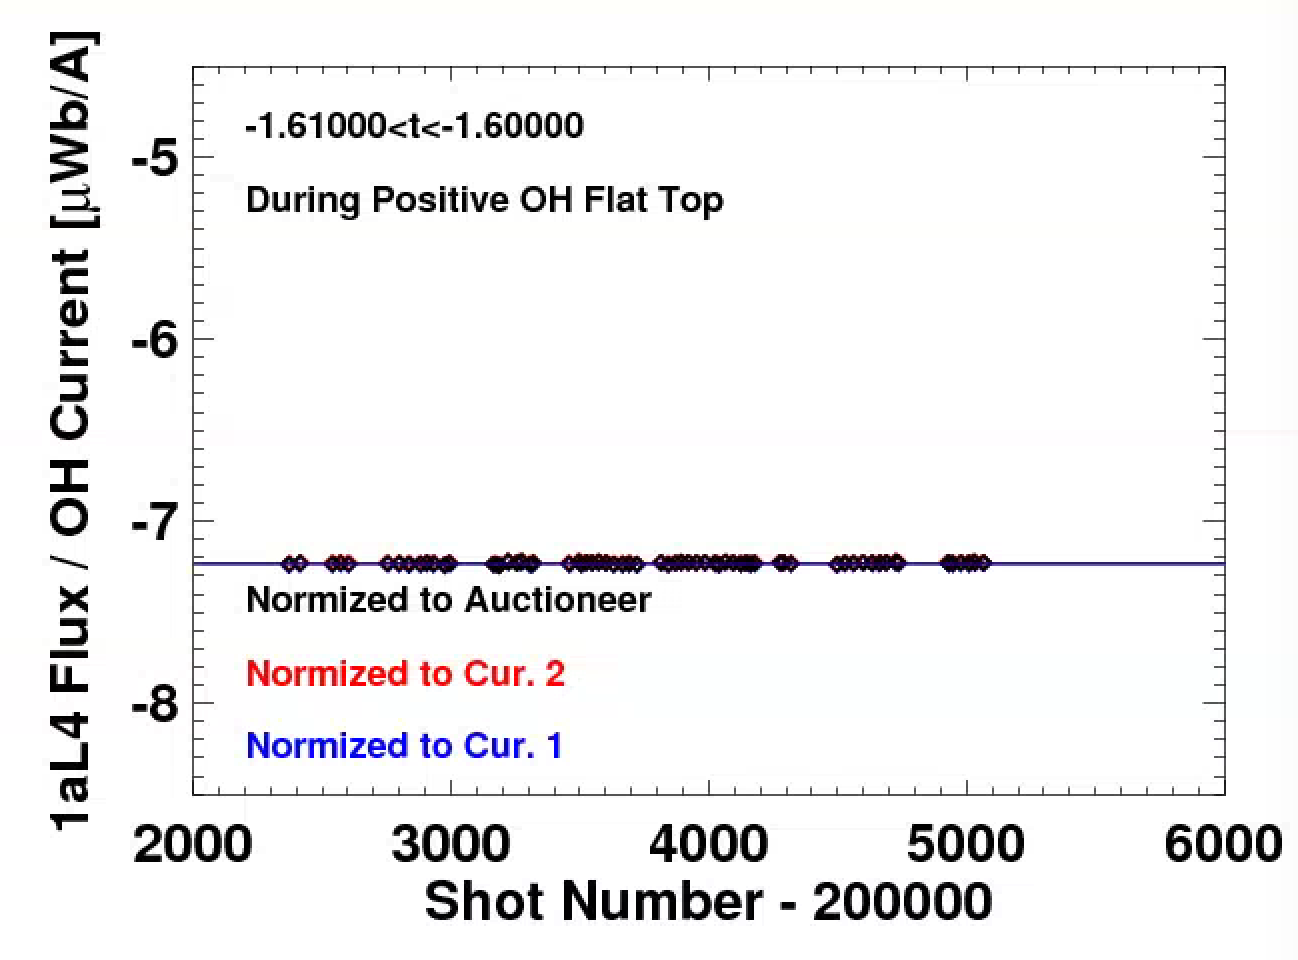 1aL4 Flux / OH Current [μWb/A]
-1.61000<t<-1.60000
During Positive OH Flat Top
-5
-6
-7
-8
Normized to Auctioneer
Normized to Cur. 2
Normized to Cur. 1
2000 3000 4000 5000 6000
Shot Number - 200000